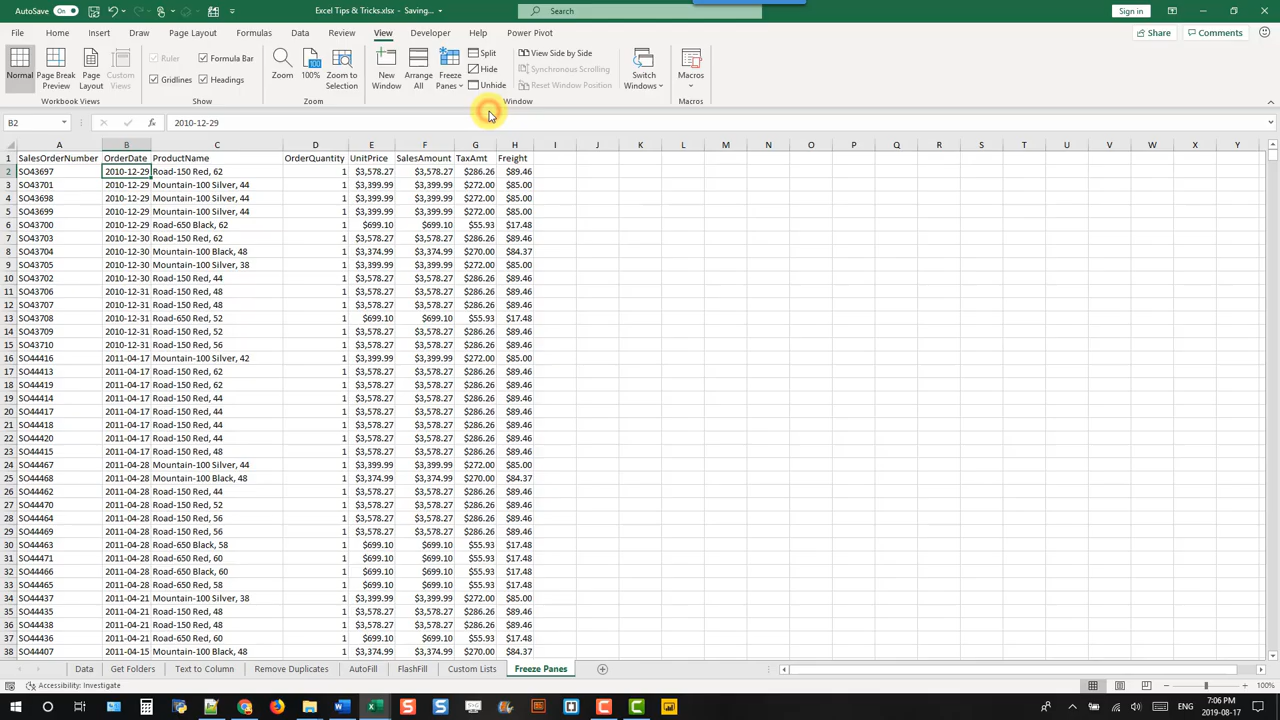 AutoSave On Excel Tips & Tricks.xlsx - Saving... Search Sign in
File Home Insert Draw Page Layout Formulas Data Review View Developer Help Power Pivot Share Comments
Normal Page Break Preview Page Layout Custom Views Ruler Formula Bar Gridlines Headings Zoom 100% Zoom to Selection New Window Arrange All Freeze Panes Split Hide Unhide View Side by Side Synchronous Scrolling Reset Window Position Switch Windows Macros
Workbook Views Show Zoom Window Macros
B2 fx 2010-12-29
A B C D E F G H I J K L M N O P Q R S T U V W X Y
1 SalesOrderNumber OrderDate ProductName OrderQuantity UnitPrice SalesAmount TaxAmt Freight
2 SO43697 2010-12-29 Road-150 Red, 62 1 $3,578.27 $3,578.27 $286.26 $89.46
3 SO43701 2010-12-29 Mountain-100 Silver, 44 1 $3,399.99 $3,399.99 $272.00 $85.00
4 SO43698 2010-12-29 Mountain-100 Silver, 44 1 $3,399.99 $3,399.99 $272.00 $85.00
5 SO43699 2010-12-29 Mountain-100 Silver, 44 1 $3,399.99 $3,399.99 $272.00 $85.00
6 SO43700 2010-12-29 Road-650 Black, 62 1 $699.10 $699.10 $55.93 $17.48
7 SO43703 2010-12-30 Road-150 Red, 62 1 $3,578.27 $3,578.27 $286.26 $89.46
8 SO43704 2010-12-30 Mountain-100 Black, 48 1 $3,374.99 $3,374.99 $270.00 $84.37
9 SO43705 2010-12-30 Mountain-100 Silver, 38 1 $3,399.99 $3,399.99 $272.00 $85.00
10 SO43702 2010-12-30 Road-150 Red, 44 1 $3,578.27 $3,578.27 $286.26 $89.46
11 SO43706 2010-12-31 Road-150 Red, 48 1 $3,578.27 $3,578.27 $286.26 $89.46
12 SO43707 2010-12-31 Road-150 Red, 48 1 $3,578.27 $3,578.27 $286.26 $89.46
13 SO43708 2010-12-31 Road-650 Red, 52 1 $699.10 $699.10 $55.93 $17.48
14 SO43709 2010-12-31 Road-150 Red, 52 1 $3,578.27 $3,578.27 $286.26 $89.46
15 SO43710 2010-12-31 Road-150 Red, 56 1 $3,578.27 $3,578.27 $286.26 $89.46
16 SO44416 2011-04-17 Mountain-100 Silver, 42 1 $3,399.99 $3,399.99 $272.00 $85.00
17 SO44413 2011-04-17 Road-150 Red, 62 1 $3,578.27 $3,578.27 $286.26 $89.46
18 SO44419 2011-04-17 Road-150 Red, 62 1 $3,578.27 $3,578.27 $286.26 $89.46
19 SO44414 2011-04-17 Road-150 Red, 44 1 $3,578.27 $3,578.27 $286.26 $89.46
20 SO44417 2011-04-17 Road-150 Red, 44 1 $3,578.27 $3,578.27 $286.26 $89.46
21 SO44418 2011-04-17 Road-150 Red, 44 1 $3,578.27 $3,578.27 $286.26 $89.46
22 SO44420 2011-04-17 Road-150 Red, 44 1 $3,578.27 $3,578.27 $286.26 $89.46
23 SO44415 2011-04-17 Road-150 Red, 48 1 $3,578.27 $3,578.27 $286.26 $89.46
24 SO44467 2011-04-28 Mountain-100 Silver, 44 1 $3,399.99 $3,399.99 $272.00 $85.00
25 SO44468 2011-04-28 Mountain-100 Black, 48 1 $3,374.99 $3,374.99 $270.00 $84.37
26 SO44462 2011-04-28 Road-150 Red, 44 1 $3,578.27 $3,578.27 $286.26 $89.46
27 SO44470 2011-04-28 Road-150 Red, 52 1 $3,578.27 $3,578.27 $286.26 $89.46
28 SO44464 2011-04-28 Road-150 Red, 56 1 $3,578.27 $3,578.27 $286.26 $89.46
29 SO44469 2011-04-28 Road-150 Red, 56 1 $3,578.27 $3,578.27 $286.26 $89.46
30 SO44463 2011-04-28 Road-650 Black, 58 1 $699.10 $699.10 $55.93 $17.48
31 SO44471 2011-04-28 Road-650 Red, 60 1 $699.10 $699.10 $55.93 $17.48
32 SO44466 2011-04-28 Road-650 Black, 60 1 $699.10 $699.10 $55.93 $17.48
33 SO44465 2011-04-28 Road-650 Red, 58 1 $699.10 $699.10 $55.93 $17.48
34 SO44437 2011-04-21 Mountain-100 Silver, 38 1 $3,399.99 $3,399.99 $272.00 $85.00
35 SO44435 2011-04-21 Road-150 Red, 48 1 $3,578.27 $3,578.27 $286.26 $89.46
36 SO44438 2011-04-21 Road-150 Red, 48 1 $3,578.27 $3,578.27 $286.26 $89.46
37 SO44436 2011-04-21 Road-650 Red, 60 1 $699.10 $699.10 $55.93 $17.48
38 SO44407 2011-04-15 Mountain-100 Black, 48 1 $3,374.99 $3,374.99 $270.00 $84.37
Data Get Folders Text to Column Remove Duplicates AutoFill FlashFill Custom Lists Freeze Panes
Accessibility: Investigate 100%
ENG 7:06 PM
2019-08-17